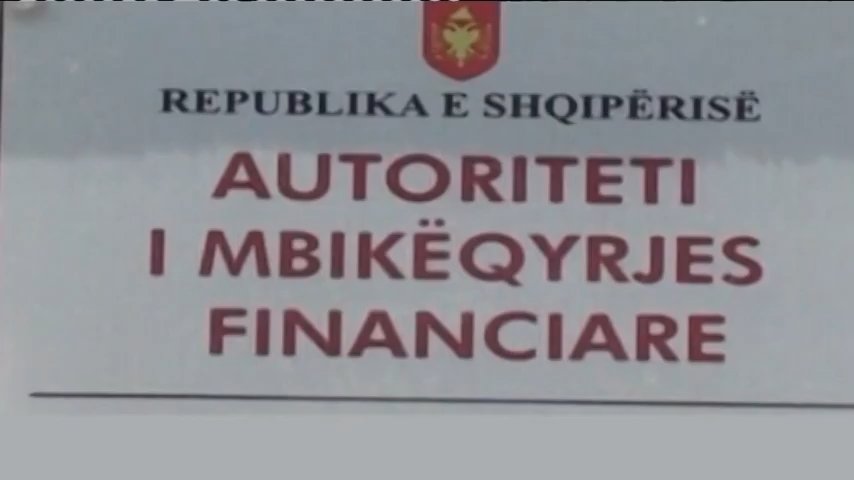 REPUBLIKA E SHQIPËRISË
AUTORITETI
I MBIKËQYRJES
FINANCIARE